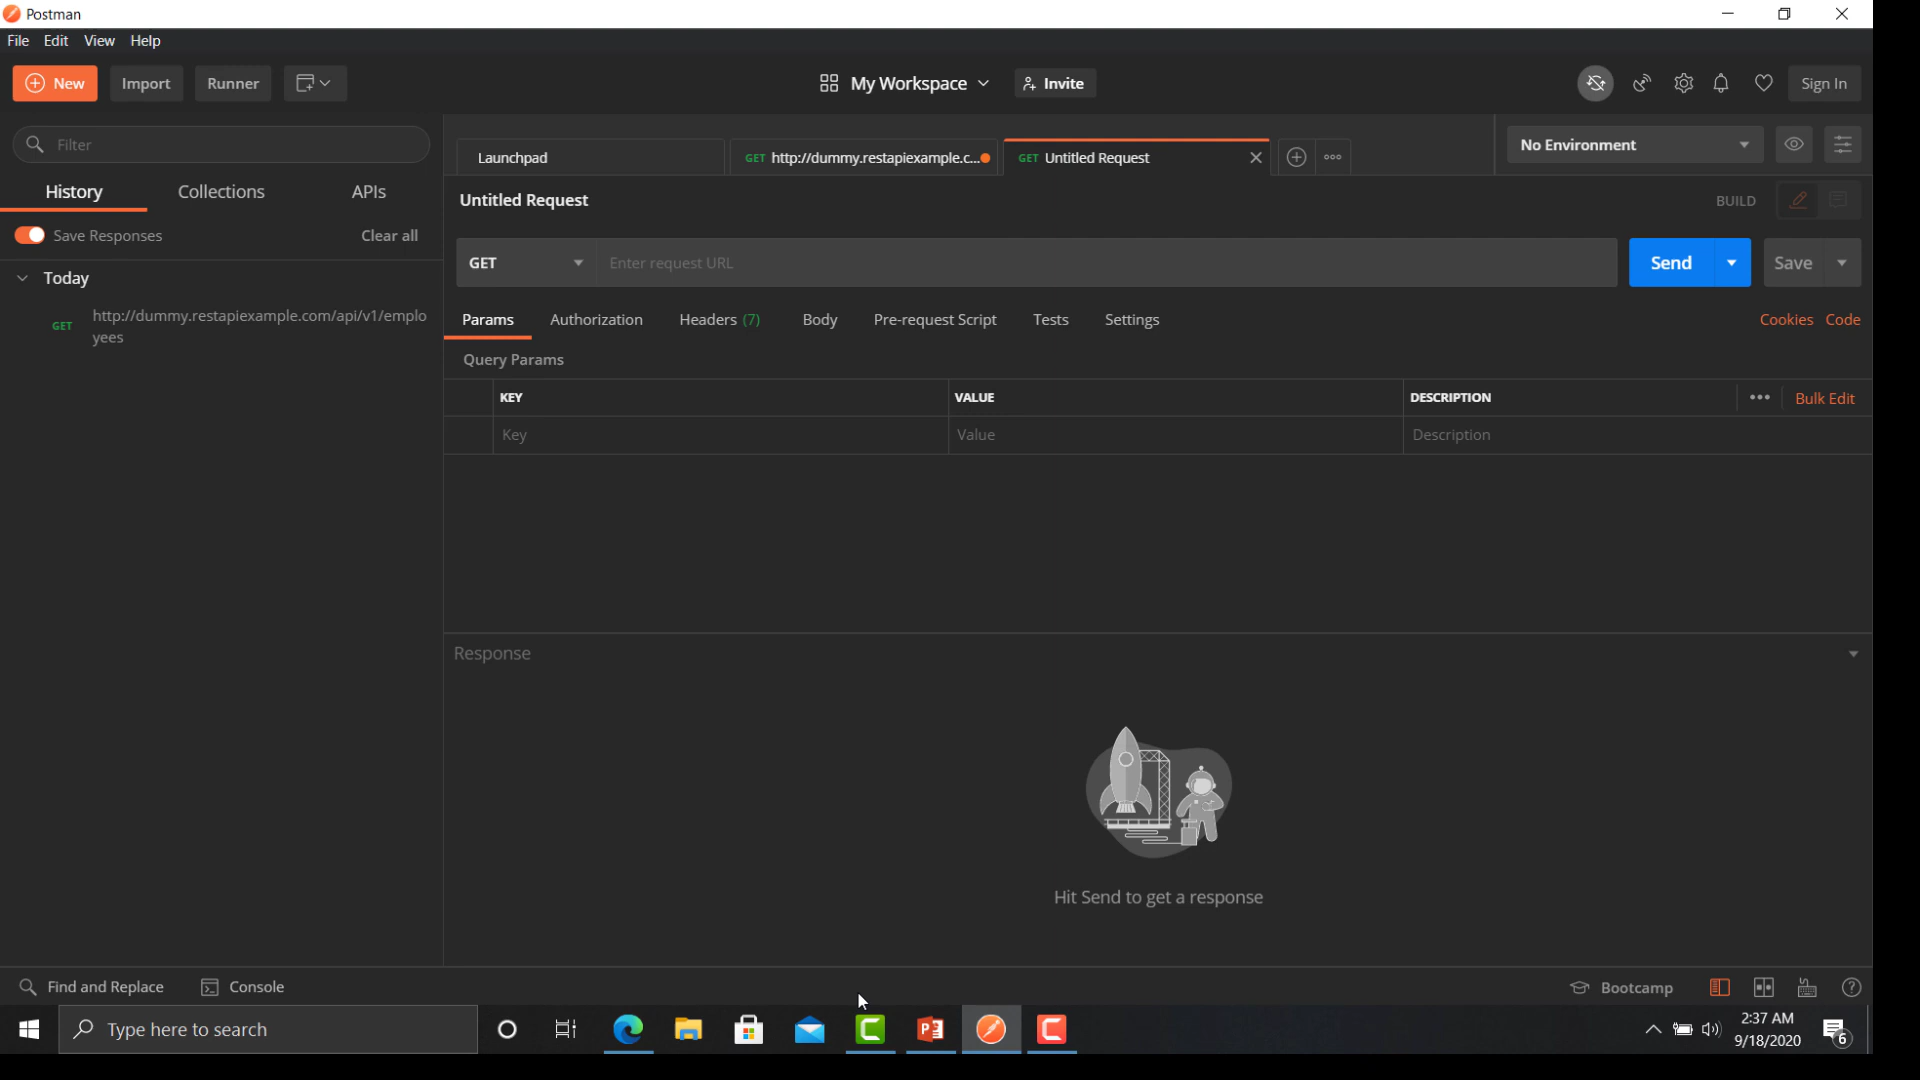 Postman
File Edit View Help
New Import Runner My Workspace Invite Sign In
Filter
Launchpad GET http://dummy.restapiexample.c... GET Untitled Request No Environment
History Collections APIs
Untitled Request BUILD
Save Responses Clear all
GET Enter request URL Send Save
Today
GET http://dummy.restapiexample.com/api/v1/emplo
yees
Params Authorization Headers (7) Body Pre-request Script Tests Settings Cookies Code
Query Params
KEY VALUE DESCRIPTION Bulk Edit
Key Value Description
Response
Hit Send to get a response
Find and Replace Console Bootcamp
Type here to search
2:37 AM
9/18/2020
6